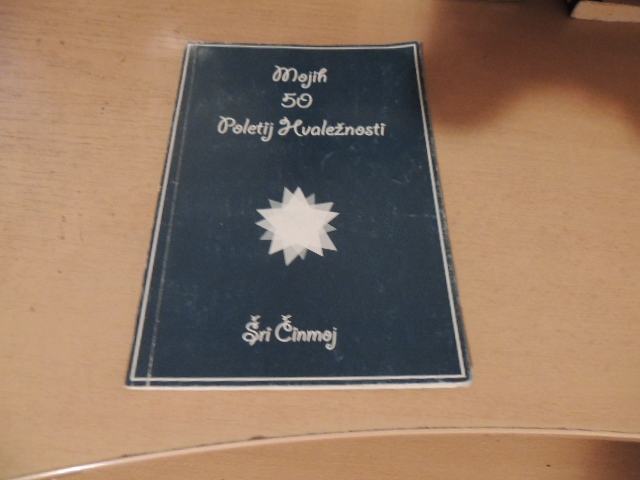 Mojih
50
Poletij Hvaležnosti
Šri Činmoj